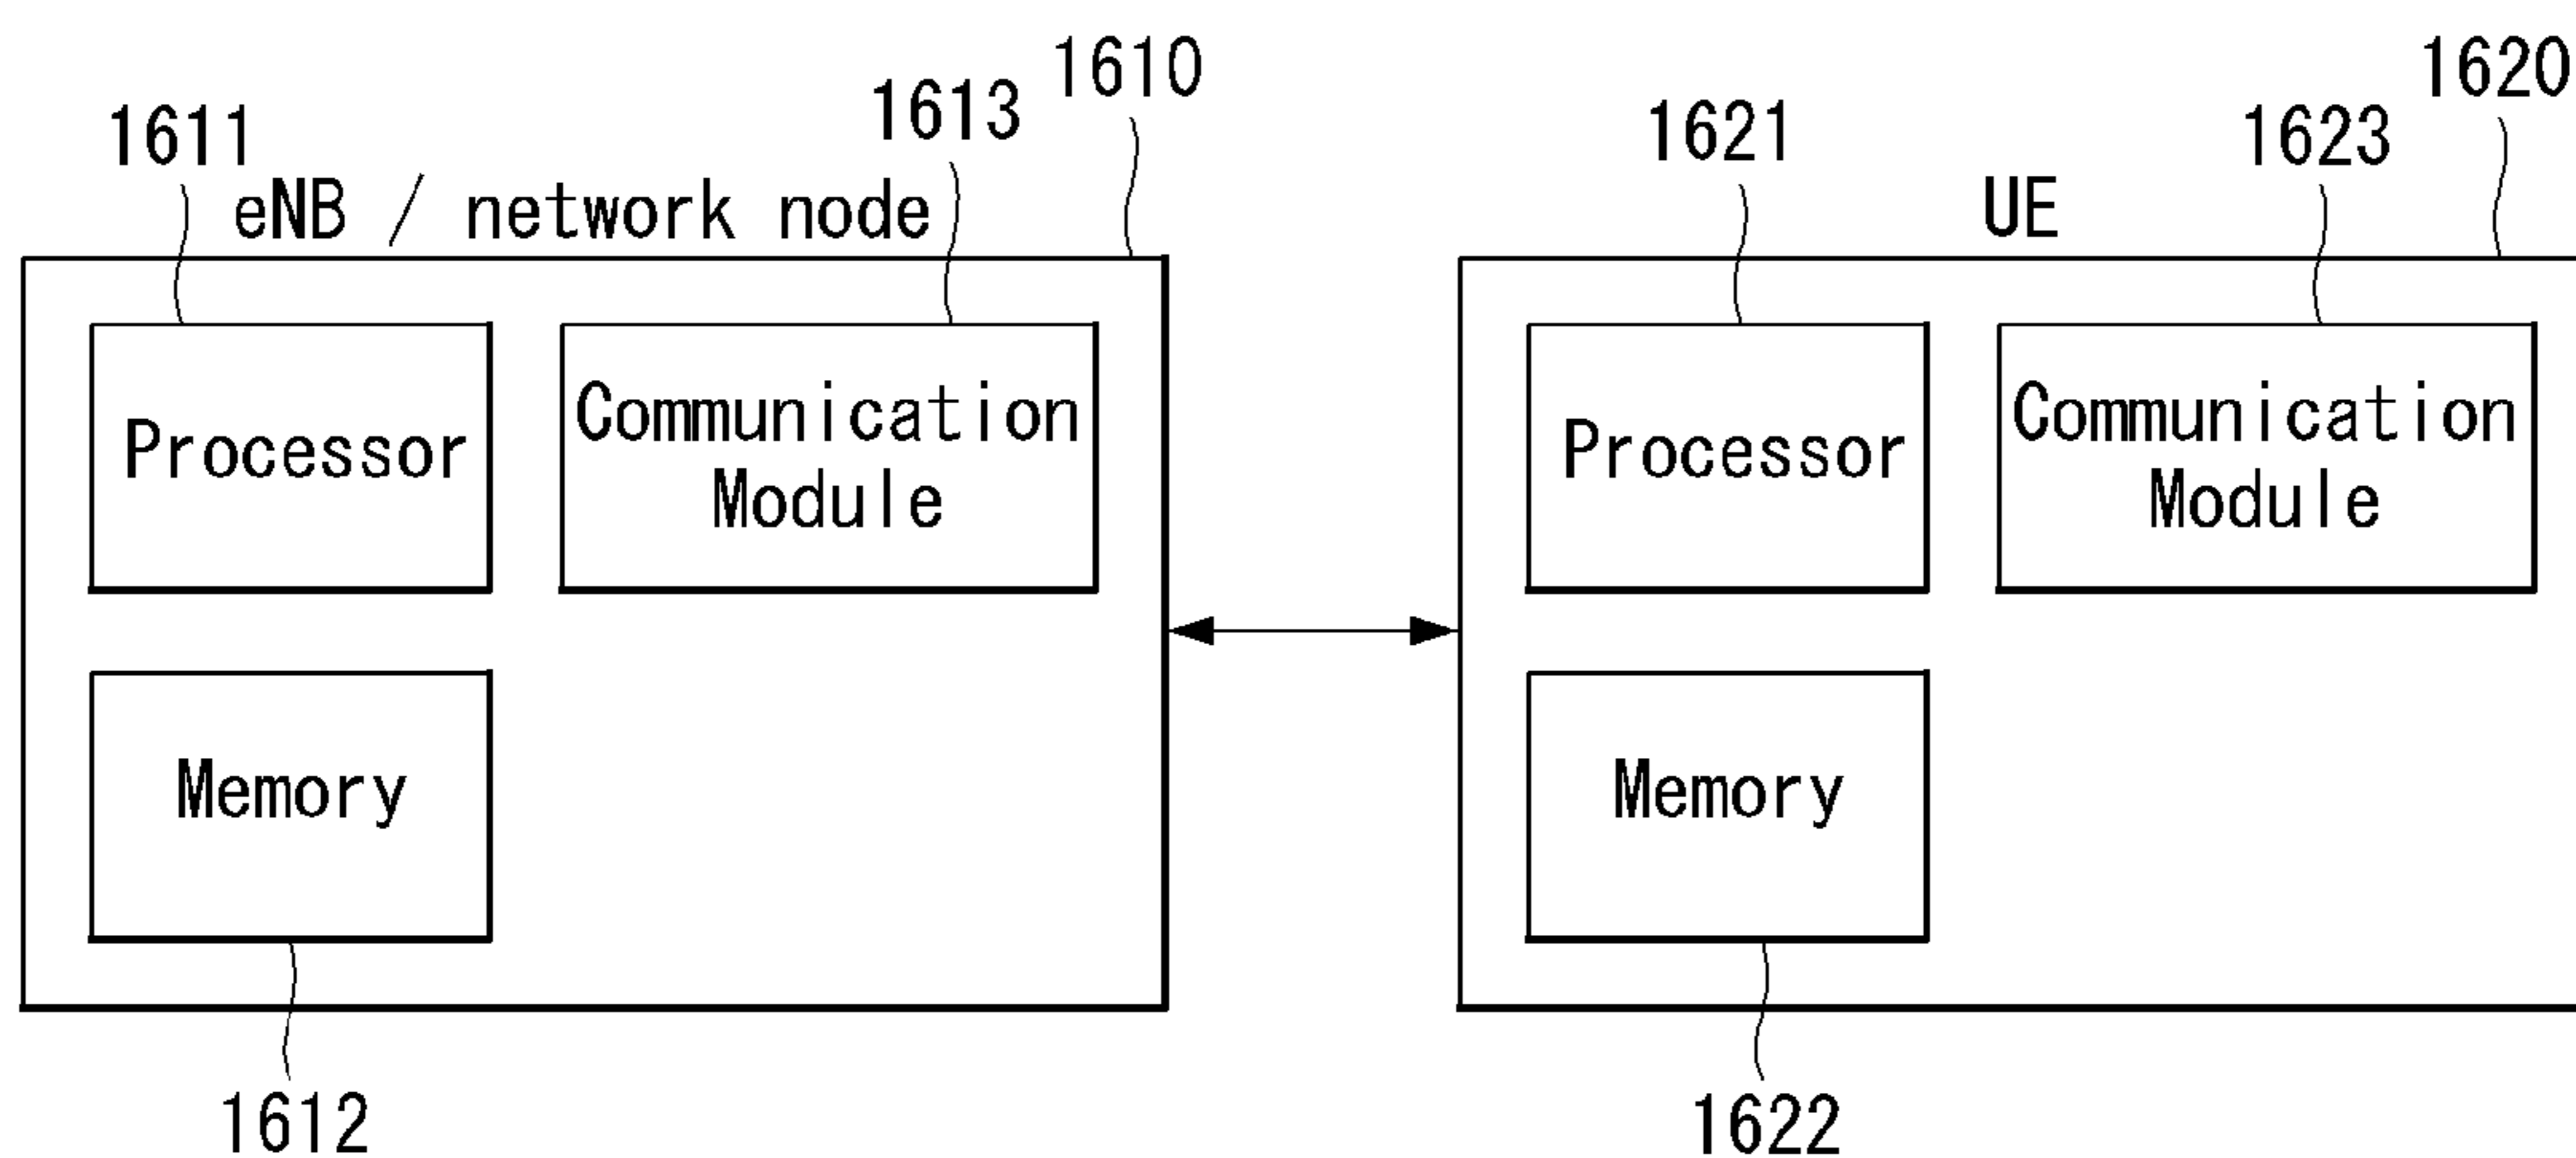 1610
1620
1613
1611
1621
1623
eNB / network node
UE
Processor
Communication
Module
Processor
Communication
Module
Memory
Memory
1612
1622